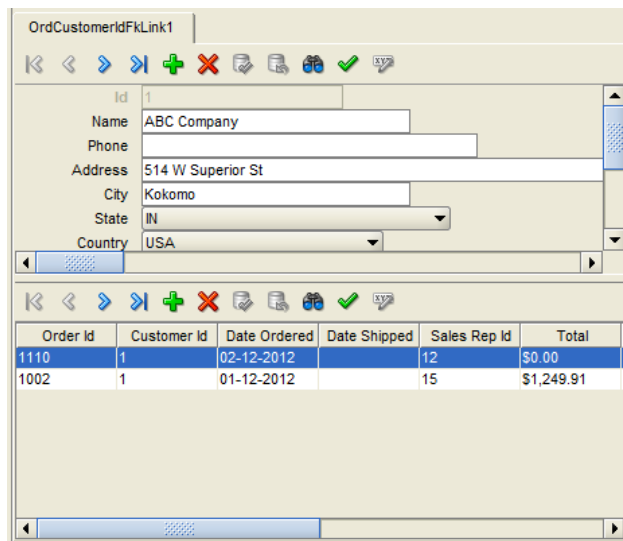 OrdCustomerIdFkLink1
XYZ
Id 1
Name ABC Company
Phone
Address 514 W Superior St
City Kokomo
State IN
Country USA
XYZ
Order Id Customer Id Date Ordered Date Shipped Sales Rep Id Total
1110 1 02-12-2012 12 $0.00
1002 1 01-12-2012 15 $1,249.91